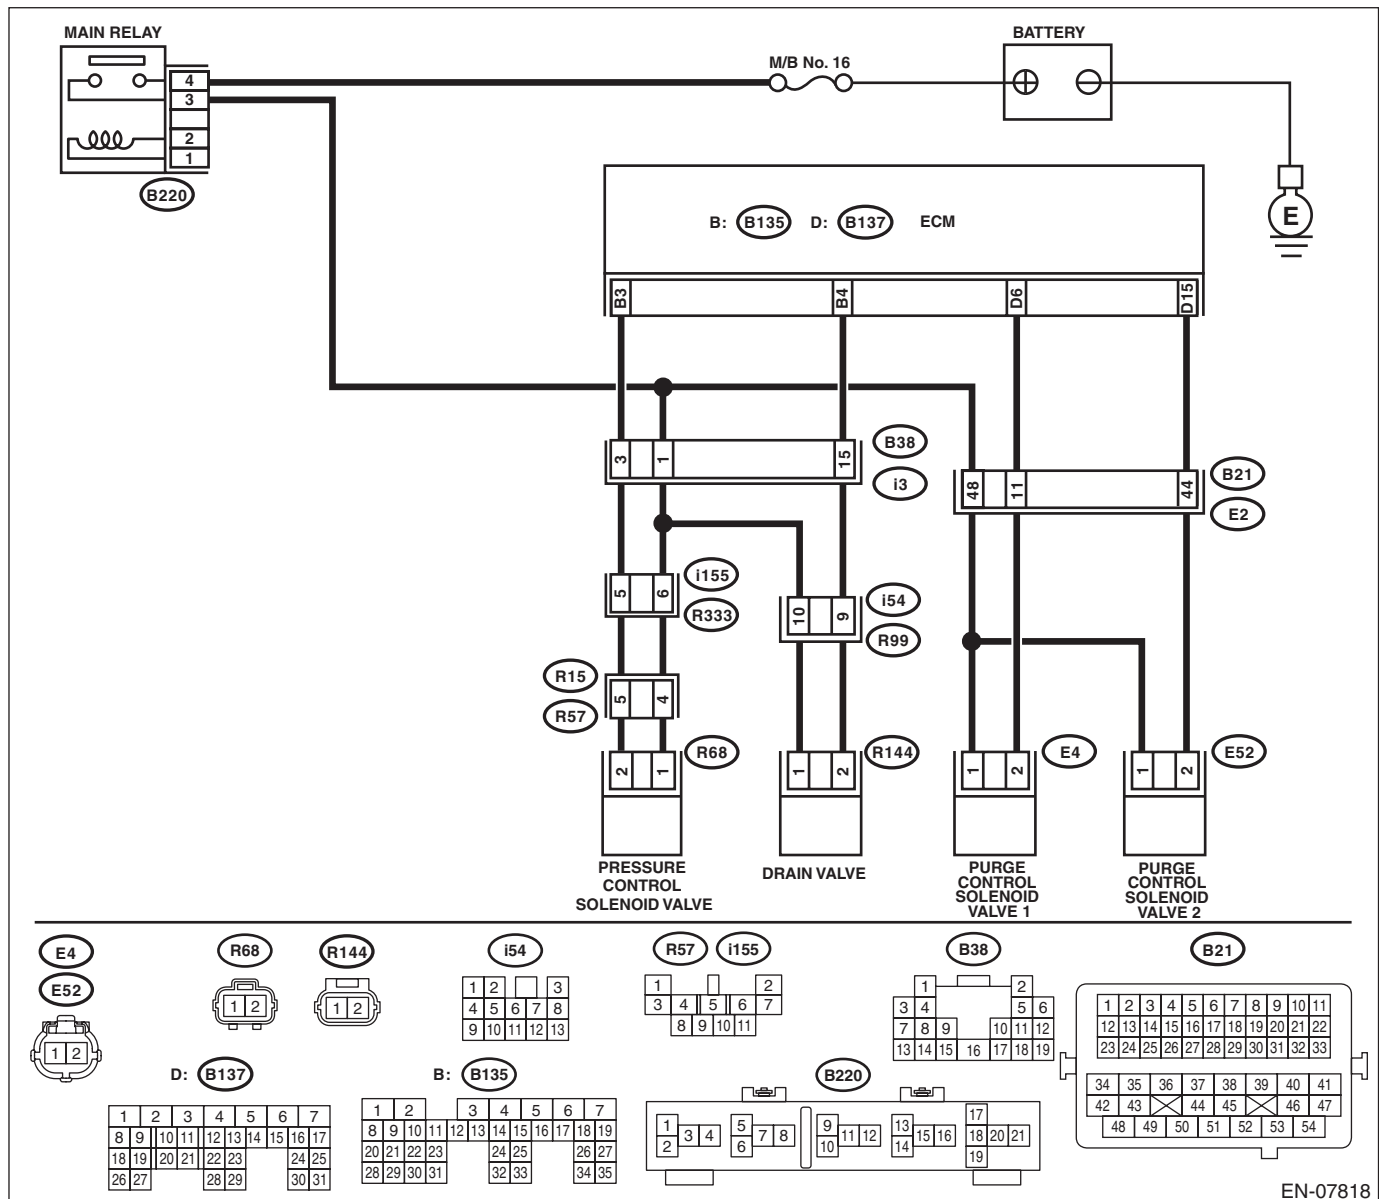 MAIN RELAY
BATTERY
M/B No. 16
4
3
2
1
B220
E
B: B135 D: B137 ECM
B3 B4 D6 D15
3 1 15
B38
i3
48 11 44
B21
E2
5 6
i155
R333
10 9
i54
R99
R15
R57
5 4
2 1
R68
1 2
R144
1 2
E4
1 2
E52
PRESSURE
CONTROL
SOLENOID VALVE
DRAIN VALVE
PURGE
CONTROL
SOLENOID
VALVE 1
PURGE
CONTROL
SOLENOID
VALVE 2
E4
E52
1 2
R68
1 2
R144
1 2
i54
1 2 3
4 5 6 7 8
9 10 11 12 13
R57 i155
1 2
3 4 5 6 7
8 9 10 11
B38
1 2
3 4 5 6
7 8 9 10 11 12
13 14 15 16 17 18 19
B21
1 2 3 4 5 6 7 8 9 10 11
12 13 14 15 16 17 18 19 20 21 22
23 24 25 26 27 28 29 30 31 32 33
34 35 36 37 38 39 40 41
42 43 44 45 46 47
48 49 50 51 52 53 54
D: B137
1 2 3 4 5 6 7
8 9 10 11 12 13 14 15 16 17
18 19 20 21 22 23 24 25
26 27 28 29 30 31
B: B135
1 2 3 4 5 6 7
8 9 10 11 12 13 14 15 16 17 18 19
20 21 22 23 24 25 26 27
28 29 30 31 32 33 34 35
B220
1 2 3 4
5 6 7 8
9 10 11 12
13 14 15 16
17 18 19 20 21
EN-07818